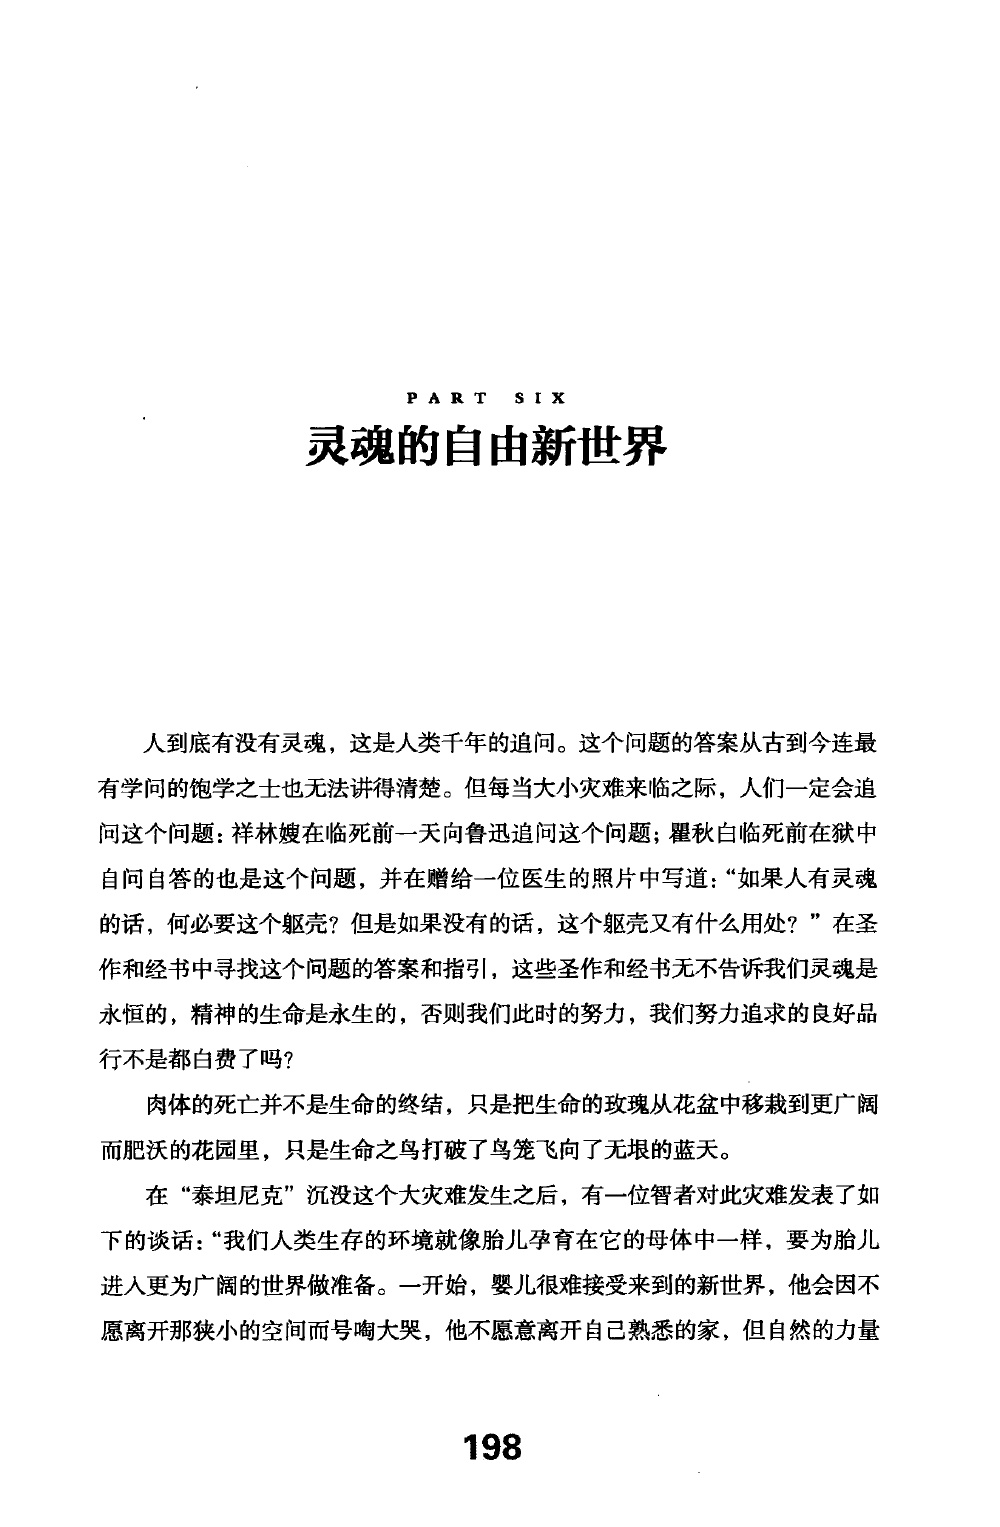 PART SIX
灵魂的自由新世界
人到底有没有灵魂，这是人类千年的追问。这个问题的答案从古到今连最
有学问的饱学之士也无法讲得清楚。但每当大小灾难来临之际，人们一定会追
问这个问题：祥林嫂在临死前一天向鲁迅追问这个问题；瞿秋白临死前在狱中
自问自答的也是这个问题，并在赠给一位医生的照片中写道：“如果人有灵魂
的话，何必要这个躯壳？但是如果没有的话，这个躯壳又有什么用处？”在圣
作和经书中寻找这个问题的答案和指引，这些圣作和经书无不告诉我们灵魂是
永恒的，精神的生命是永生的，否则我们此时的努力，我们努力追求的良好品
行不是都白费了吗？
肉体的死亡并不是生命的终结，只是把生命的玫瑰从花盆中移栽到更广阔
而肥沃的花园里，只是生命之鸟打破了鸟笼飞向了无垠的蓝天。
在“泰坦尼克”沉没这个大灾难发生之后，有一位智者对此灾难发表了如
下的谈话：“我们人类生存的环境就像胎儿孕育在它的母体中一样，要为胎儿
进入更为广阔的世界做准备。一开始，婴儿很难接受来到的新世界，他会因不
愿离开那狭小的空间而号啕大哭，他不愿意离开自己熟悉的家，但自然的力量
198